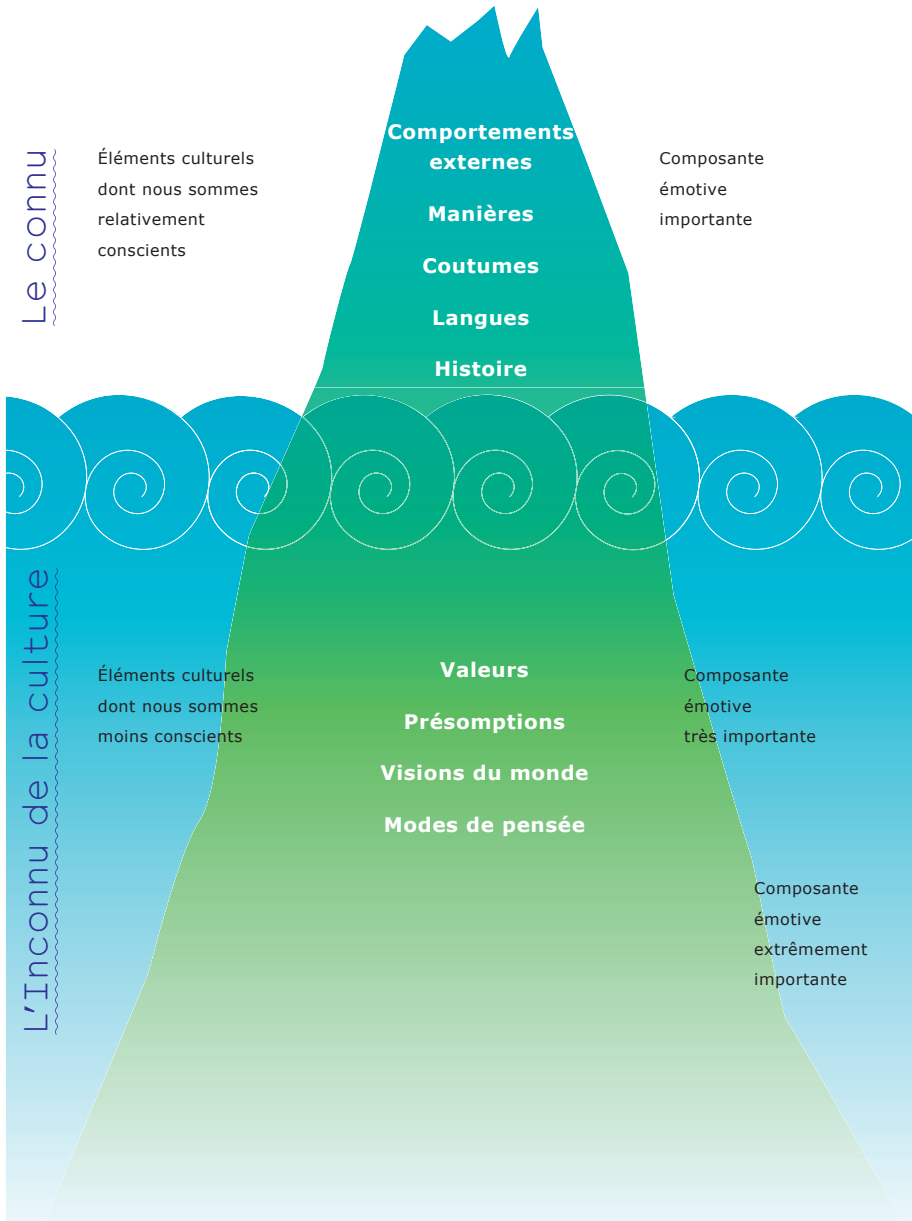 Le connu
Éléments culturels
dont nous sommes
relativement
conscients
Comportements
externes
Manières
Coutumes
Langues
Histoire
Composante
émotive
importante
L'Inconnu de la culture
Éléments culturels
dont nous sommes
moins conscients
Valeurs
Présomptions
Visions du monde
Modes de pensée
Composante
émotive
très importante
Composante
émotive
extrêmement
importante